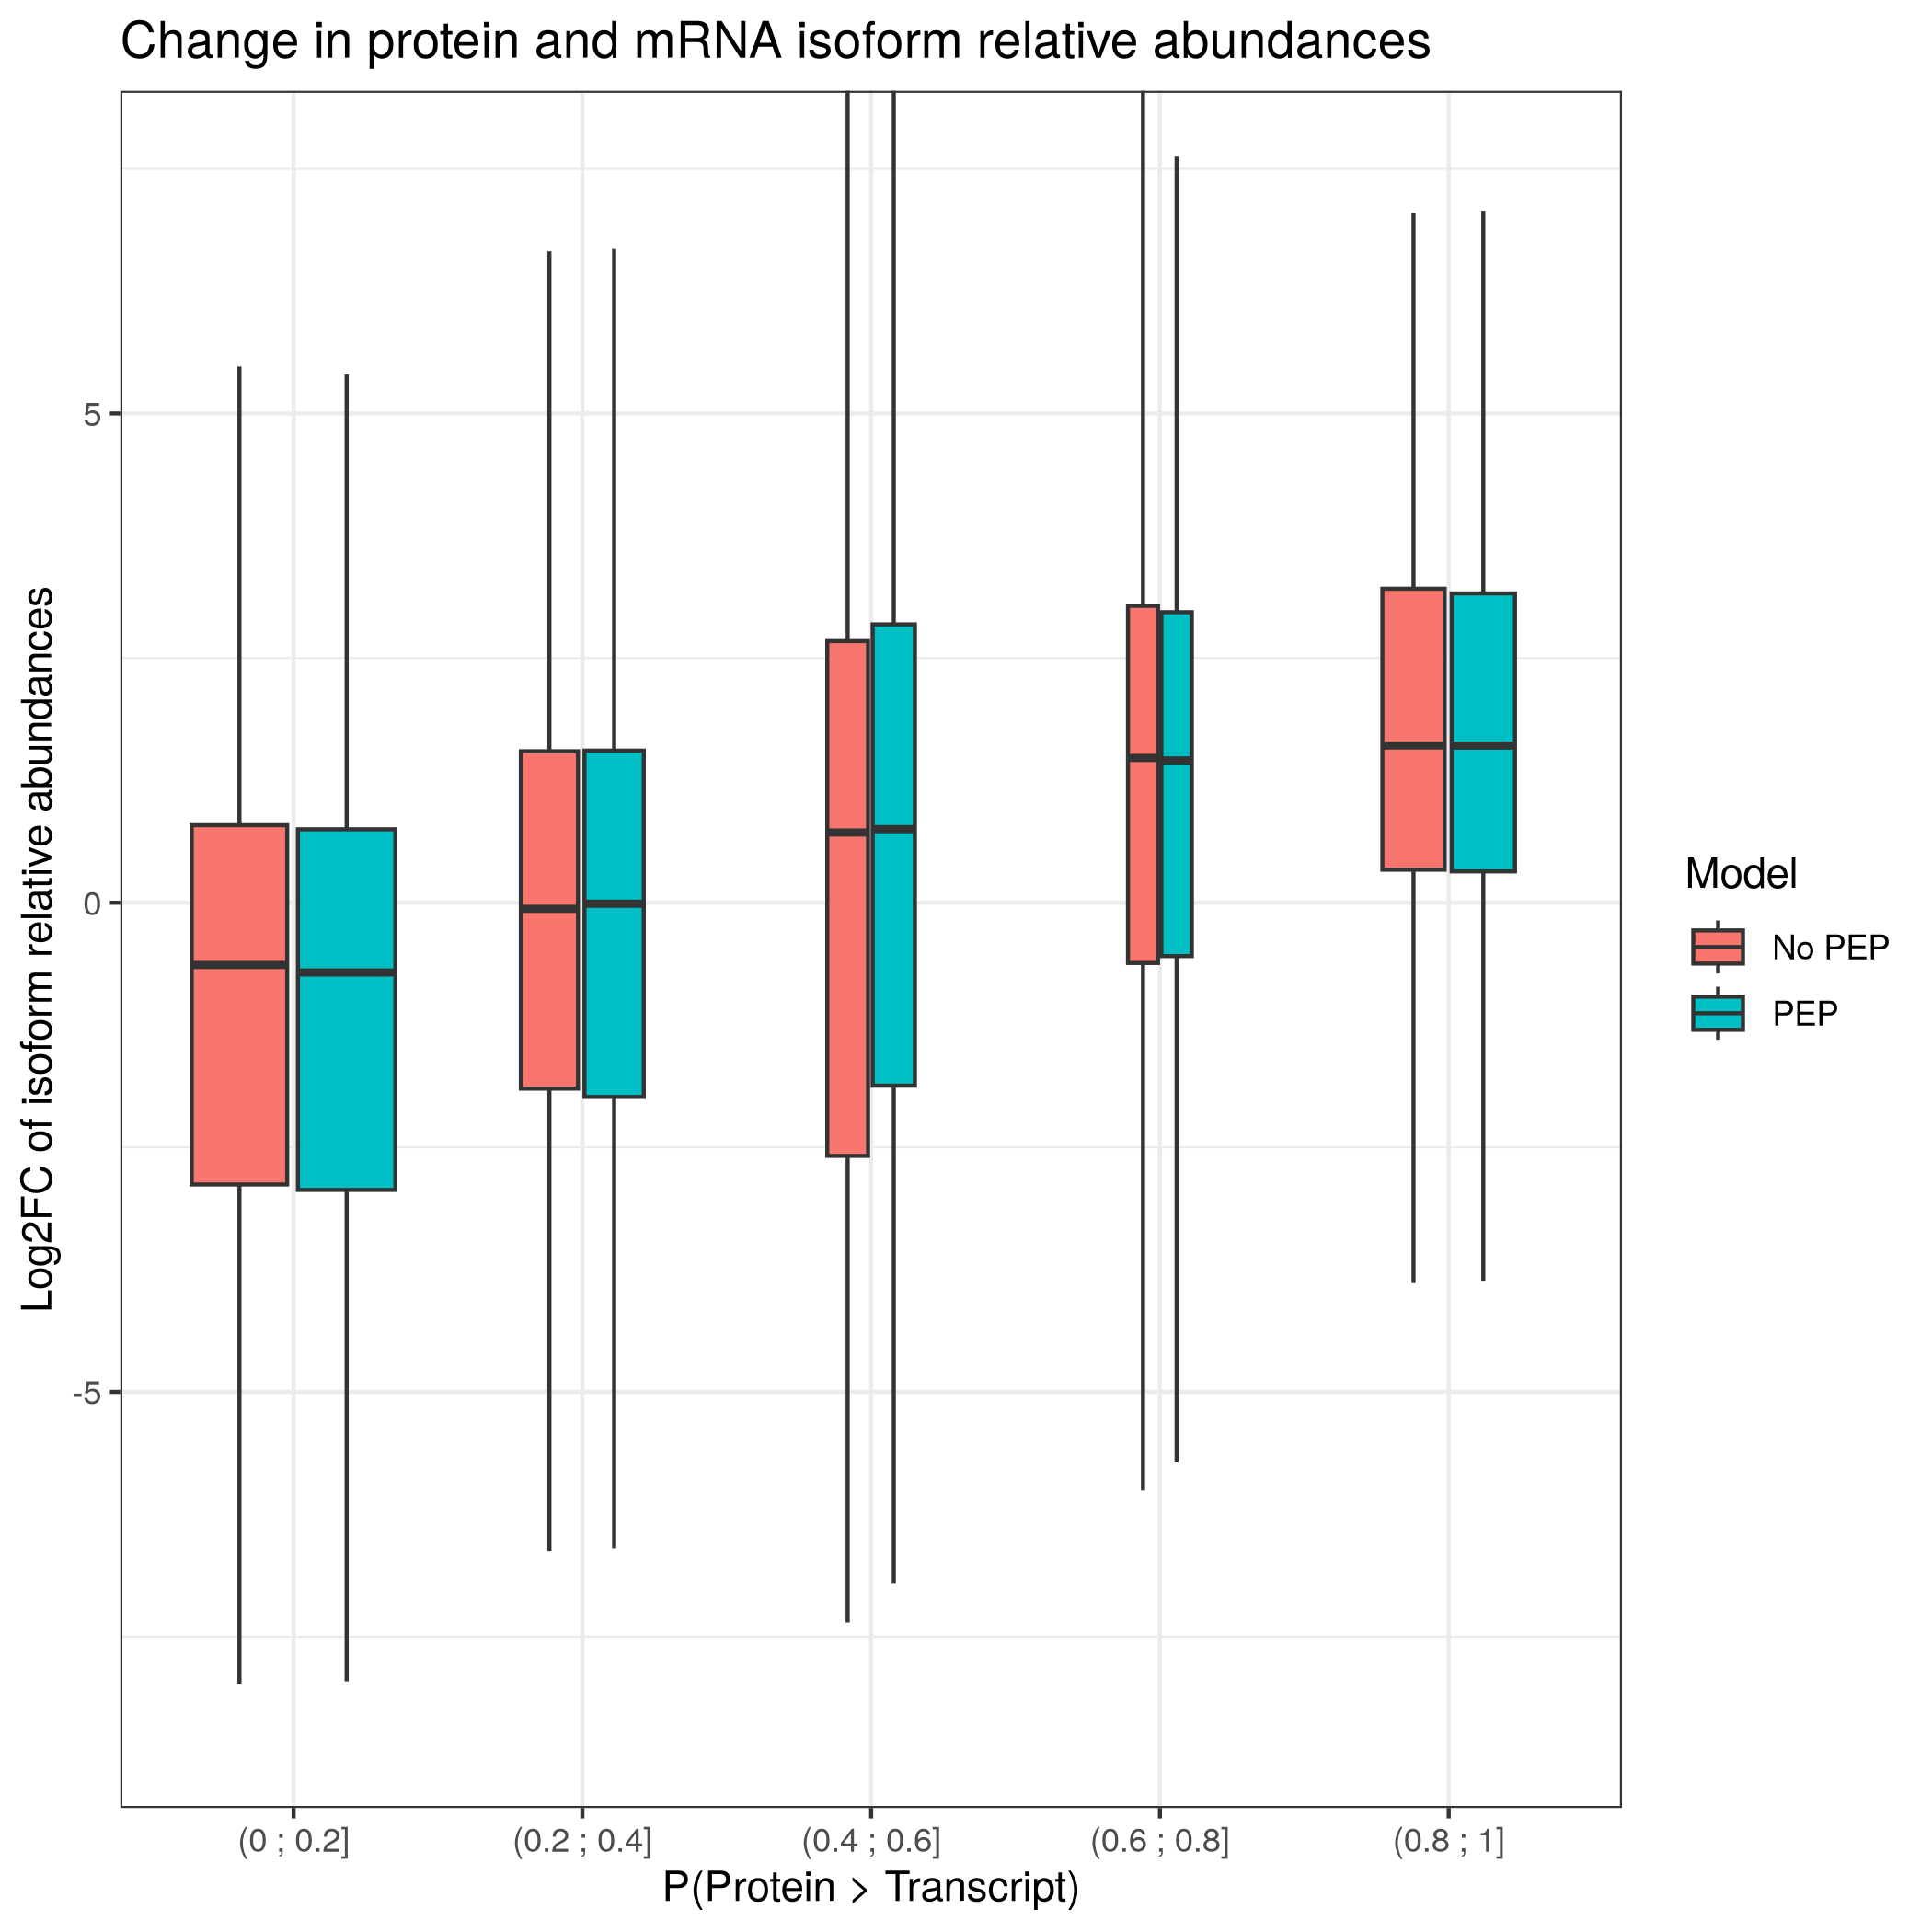 Change in protein and mRNA isoform relative abundances
Log2FC of isoform relative abundances
5
0
-5
(0 ; 0.2]
(0.2 ; 0.4]
(0.4 ; 0.6]
(0.6 ; 0.8]
(0.8 ; 1]
P(Protein > Transcript)
Model
No PEP
PEP